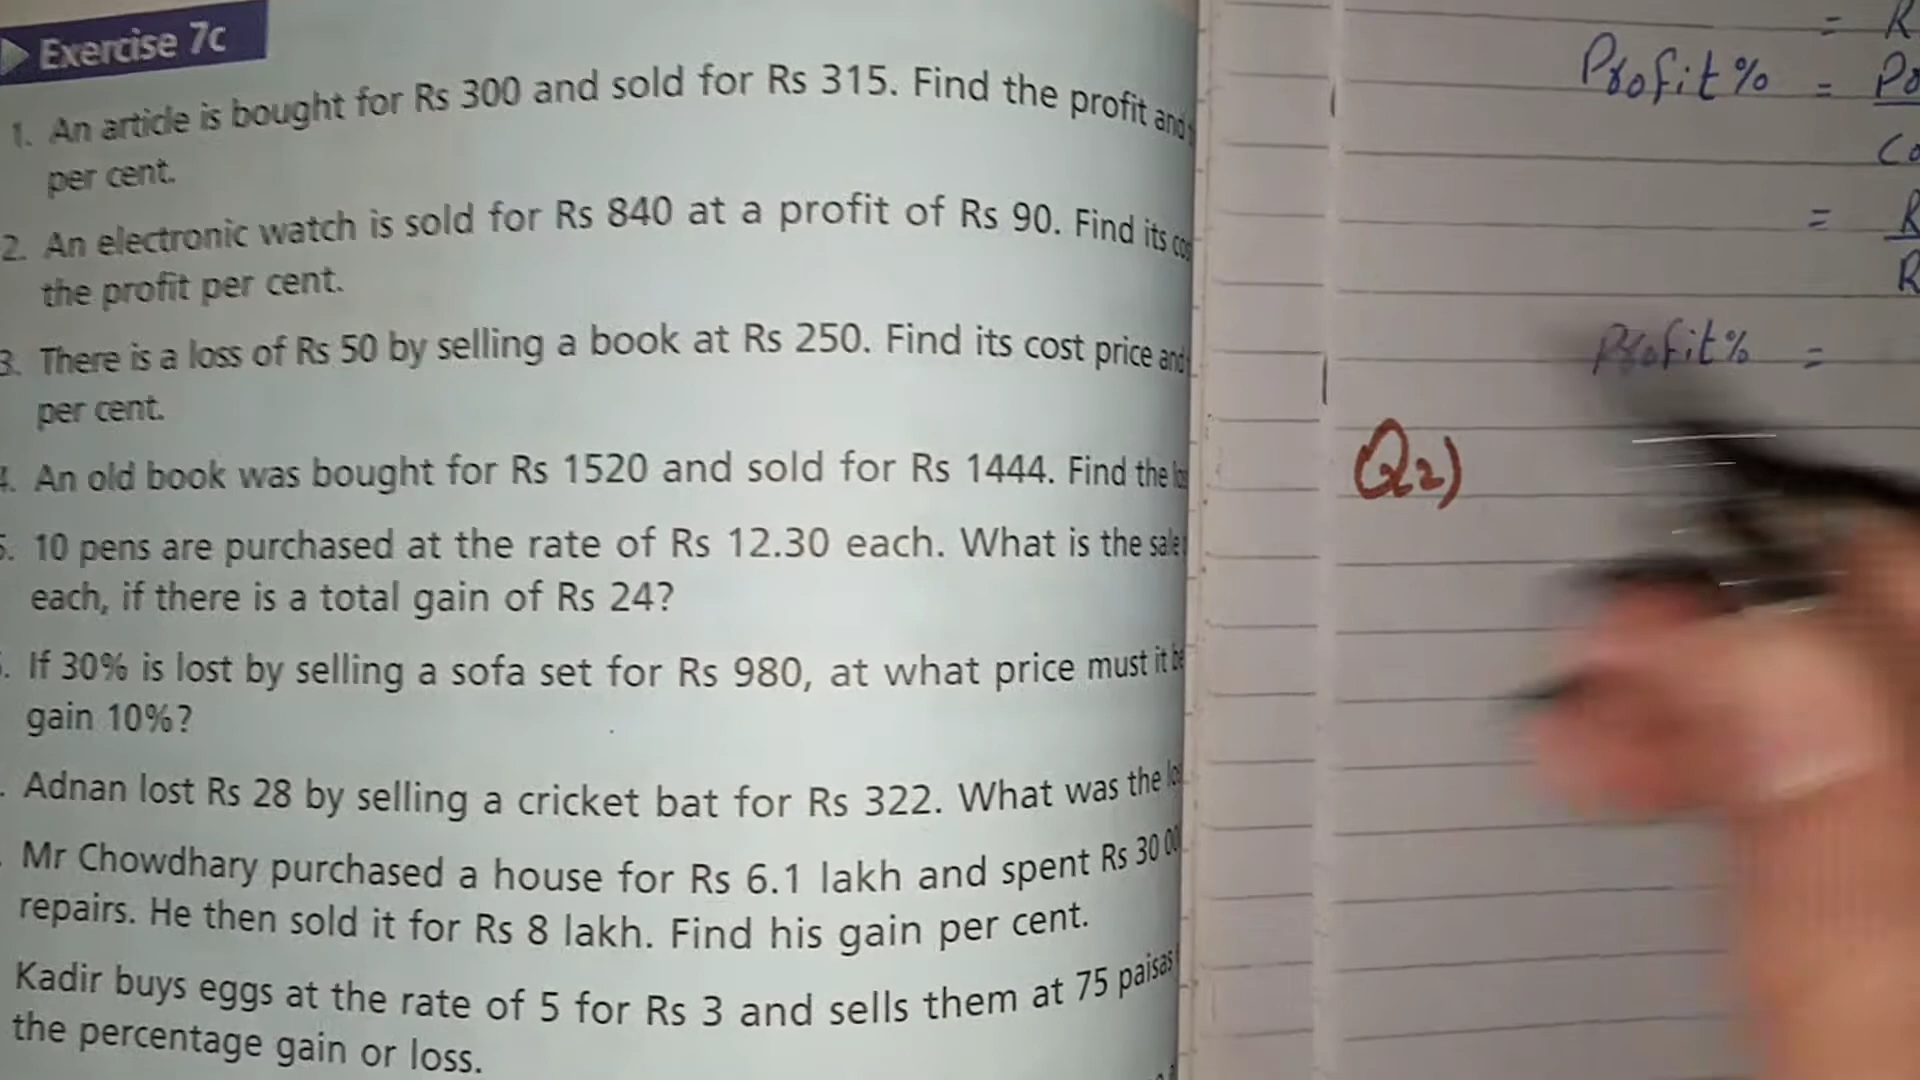 Exercise 7c
1. An article is bought for Rs 300 and sold for Rs 315. Find the profit and
per cent.
2. An electronic watch is sold for Rs 840 at a profit of Rs 90. Find its
the profit per cent.
3. There is a loss of Rs 50 by selling a book at Rs 250. Find its cost price and
per cent.
4. An old book was bought for Rs 1520 and sold for Rs 1444. Find the
5. 10 pens are purchased at the rate of Rs 12.30 each. What is the sale
each, if there is a total gain of Rs 24?
. If 30% is lost by selling a sofa set for Rs 980, at what price must it be
gain 10%?
. Adnan lost Rs 28 by selling a cricket bat for Rs 322. What was the
Mr Chowdhary purchased a house for Rs 6.1 lakh and spent Rs 30 00
repairs. He then sold it for Rs 8 lakh. Find his gain per cent.
Kadir buys eggs at the rate of 5 for Rs 3 and sells them at 75 paisas
the percentage gain or loss.
= R
Profit% = 
Co
= R
R
Profit% =
Q2)